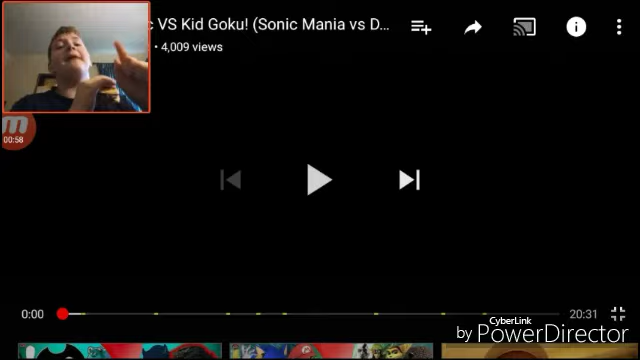 c VS Kid Goku! (Sonic Mania vs D...
• 4,009 views
00:58
0:00
20:31
CyberLink
by PowerDirector